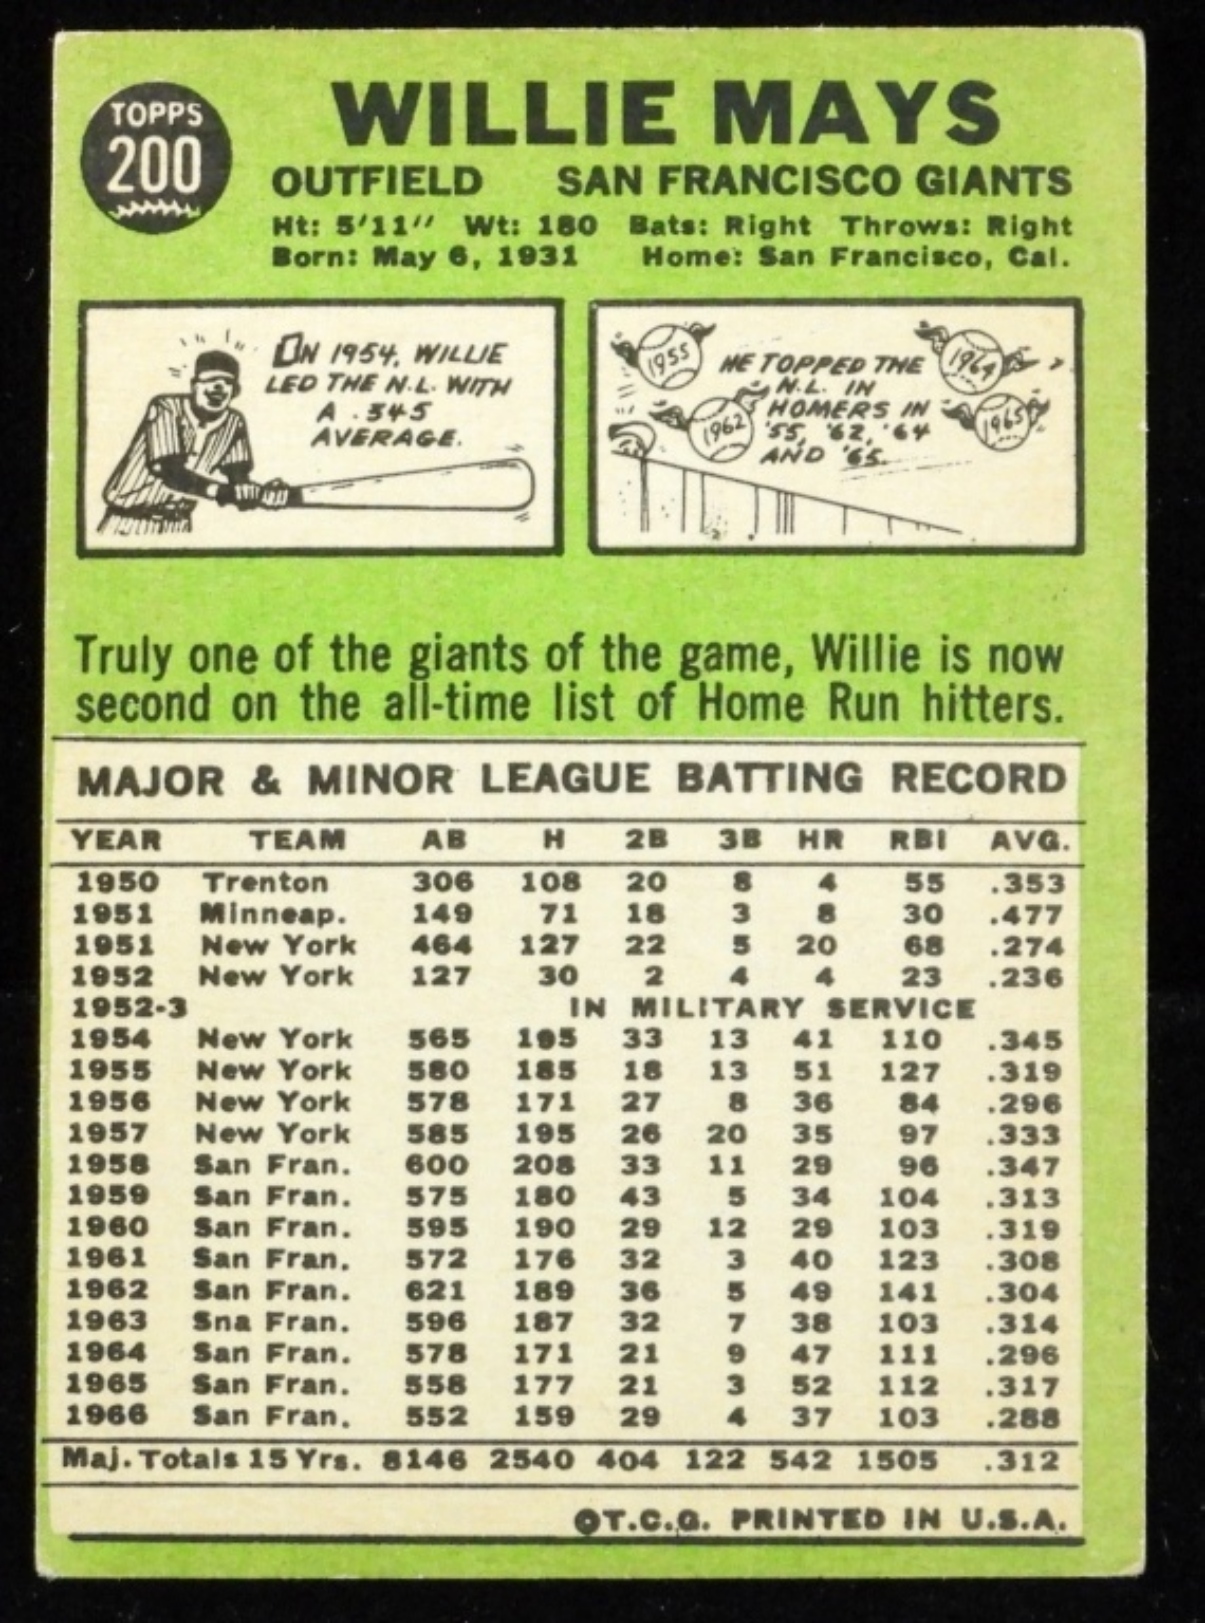 TOPPS
200
WILLIE MAYS
OUTFIELD SAN FRANCISCO GIANTS
Ht: 5'11" Wt: 180 Bats: Right Throws: Right
Born: May 6, 1931 Home: San Francisco, Cal.
ON 1954, WILLIE
LED THE N.L. WITH
A .345
AVERAGE.
1955
1964
1962
1965
HE TOPPED THE
N.L. IN
HOMERS IN
'55, '62, '64
AND '65.
Truly one of the giants of the game, Willie is now
second on the all-time list of Home Run hitters.
MAJOR & MINOR LEAGUE BATTING RECORD
YEAR TEAM AB H 2B 3B HR RBI AVG.
1950 Trenton 306 108 20 8 4 55 .353
1951 Minneap. 149 71 18 3 8 30 .477
1951 New York 464 127 22 5 20 68 .274
1952 New York 127 30 2 4 4 23 .236
1952-3 IN MILITARY SERVICE
1954 New York 565 195 33 13 41 110 .345
1955 New York 580 185 18 13 51 127 .319
1956 New York 578 171 27 8 36 84 .296
1957 New York 585 195 26 20 35 97 .333
1958 San Fran. 600 208 33 11 29 96 .347
1959 San Fran. 575 180 43 5 34 104 .313
1960 San Fran. 595 190 29 12 29 103 .319
1961 San Fran. 572 176 32 3 40 123 .308
1962 San Fran. 621 189 36 5 49 141 .304
1963 Sna Fran. 596 187 32 7 38 103 .314
1964 San Fran. 578 171 21 9 47 111 .296
1965 San Fran. 558 177 21 3 52 112 .317
1966 San Fran. 552 159 29 4 37 103 .288
Maj. Totals 15 Yrs. 8146 2540 404 122 542 1505 .312
©T.C.G. PRINTED IN U.S.A.